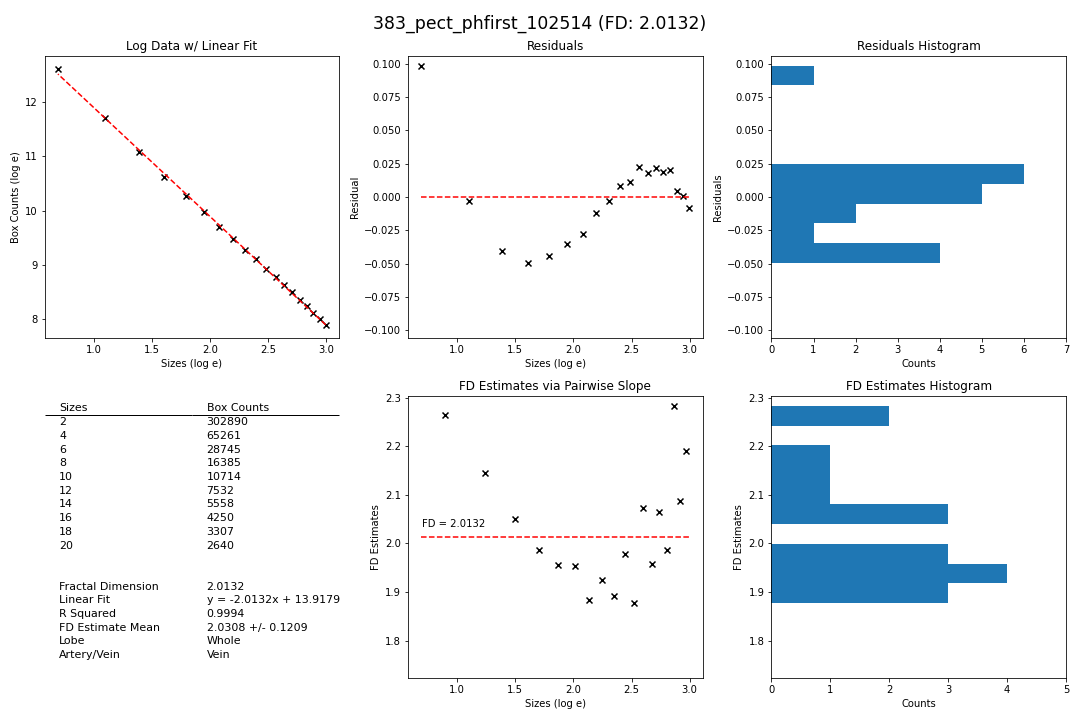 383_pect_phfirst_102514 (FD: 2.0132)
Log Data w/ Linear Fit
Box Counts (log e)
12
11
10
9
8
1.0 1.5 2.0 2.5 3.0
Sizes (log e)
Residuals
Residual
0.100
0.075
0.050
0.025
0.000
−0.025
−0.050
−0.075
−0.100
1.0 1.5 2.0 2.5 3.0
Sizes (log e)
Residuals Histogram
Residuals
0.100
0.075
0.050
0.025
0.000
−0.025
−0.050
−0.075
−0.100
0 1 2 3 4 5 6 7
Counts
Sizes Box Counts
2 302890
4 65261
6 28745
8 16385
10 10714
12 7532
14 5558
16 4250
18 3307
20 2640
Fractal Dimension 2.0132
Linear Fit y = -2.0132x + 13.9179
R Squared 0.9994
FD Estimate Mean 2.0308 +/- 0.1209
Lobe Whole
Artery/Vein Vein
FD Estimates via Pairwise Slope
FD Estimates
2.3
2.2
2.1
2.0
1.9
1.8
FD = 2.0132
1.0 1.5 2.0 2.5 3.0
Sizes (log e)
FD Estimates Histogram
FD Estimates
2.3
2.2
2.1
2.0
1.9
1.8
0 1 2 3 4 5
Counts